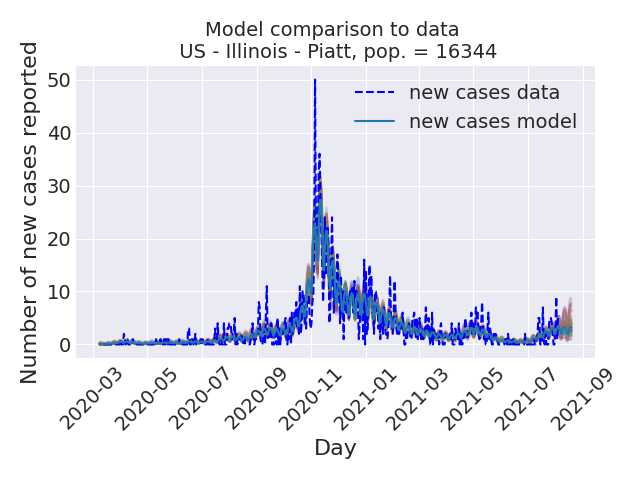 Model comparison to data
US - Illinois - Piatt, pop. = 16344
Number of new cases reported
50
40
30
20
10
0
new cases data
new cases model
2020-03
2020-05
2020-07
2020-09
2020-11
2021-01
2021-03
2021-05
2021-07
2021-09
Day